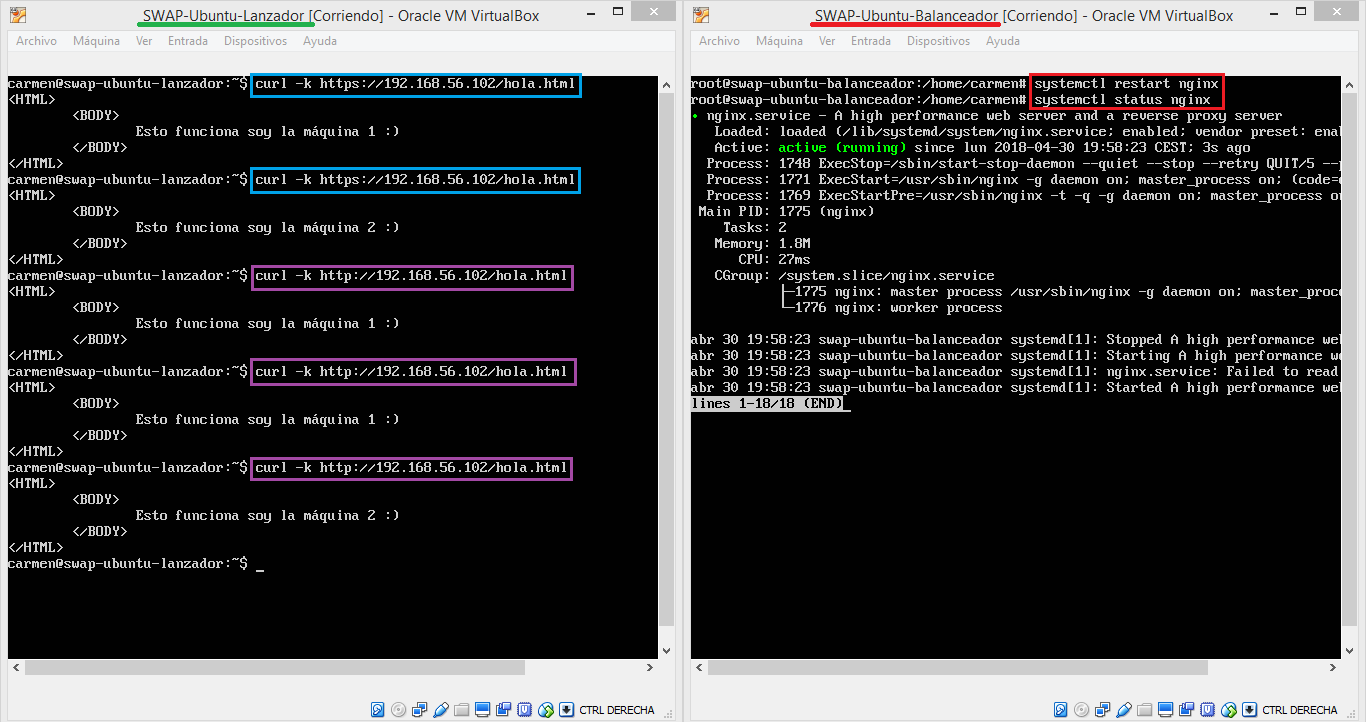 SWAP-Ubuntu-Lanzador [Corriendo] - Oracle VM VirtualBox
Archivo Máquina Ver Entrada Dispositivos Ayuda
carmen@swap-ubuntu-lanzador:~$ curl -k https://192.168.56.102/hola.html
<HTML>
<BODY>
Esto funciona soy la máquina 1 :)
</BODY>
</HTML>
carmen@swap-ubuntu-lanzador:~$ curl -k https://192.168.56.102/hola.html
<HTML>
<BODY>
Esto funciona soy la máquina 2 :)
</BODY>
</HTML>
carmen@swap-ubuntu-lanzador:~$ curl -k http://192.168.56.102/hola.html
<HTML>
<BODY>
Esto funciona soy la máquina 1 :)
</BODY>
</HTML>
carmen@swap-ubuntu-lanzador:~$ curl -k http://192.168.56.102/hola.html
<HTML>
<BODY>
Esto funciona soy la máquina 1 :)
</BODY>
</HTML>
carmen@swap-ubuntu-lanzador:~$ curl -k http://192.168.56.102/hola.html
<HTML>
<BODY>
Esto funciona soy la máquina 2 :)
</BODY>
</HTML>
carmen@swap-ubuntu-lanzador:~$ _
CTRL DERECHA
SWAP-Ubuntu-Balanceador [Corriendo] - Oracle VM VirtualBox
Archivo Máquina Ver Entrada Dispositivos Ayuda
root@swap-ubuntu-balanceador:/home/carmen# systemctl restart nginx
root@swap-ubuntu-balanceador:/home/carmen# systemctl status nginx
• nginx.service - A high performance web server and a reverse proxy server
Loaded: loaded (/lib/systemd/system/nginx.service; enabled; vendor preset: ena
Active: active (running) since lun 2018-04-30 19:58:23 CEST; 3s ago
Process: 1748 ExecStop=/sbin/start-stop-daemon --quiet --stop --retry QUIT/5 --p
Process: 1771 ExecStart=/usr/sbin/nginx -g daemon on; master_process on; (code=e
Process: 1769 ExecStartPre=/usr/sbin/nginx -t -q -g daemon on; master_process on
Main PID: 1775 (nginx)
Tasks: 2
Memory: 1.8M
CPU: 27ms
CGroup: /system.slice/nginx.service
├─1775 nginx: master process /usr/sbin/nginx -g daemon on; master_proc
└─1776 nginx: worker process
abr 30 19:58:23 swap-ubuntu-balanceador systemd[1]: Stopped A high performance we
abr 30 19:58:23 swap-ubuntu-balanceador systemd[1]: Starting A high performance w
abr 30 19:58:23 swap-ubuntu-balanceador systemd[1]: nginx.service: Failed to read
abr 30 19:58:23 swap-ubuntu-balanceador systemd[1]: Started A high performance web
lines 1-18/18 (END)_
CTRL DERECHA